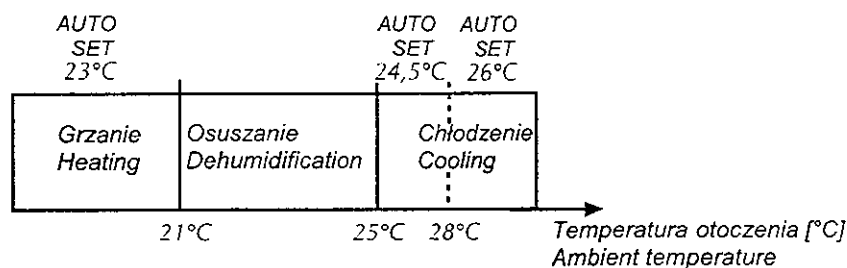 AUTO SET 23°C
AUTO SET 24,5°C
AUTO SET 26°C
Grzanie
Heating
Osuszanie
Dehumidification
Chłodzenie
Cooling
21°C 25°C 28°C
Temperatura otoczenia [°C]
Ambient temperature